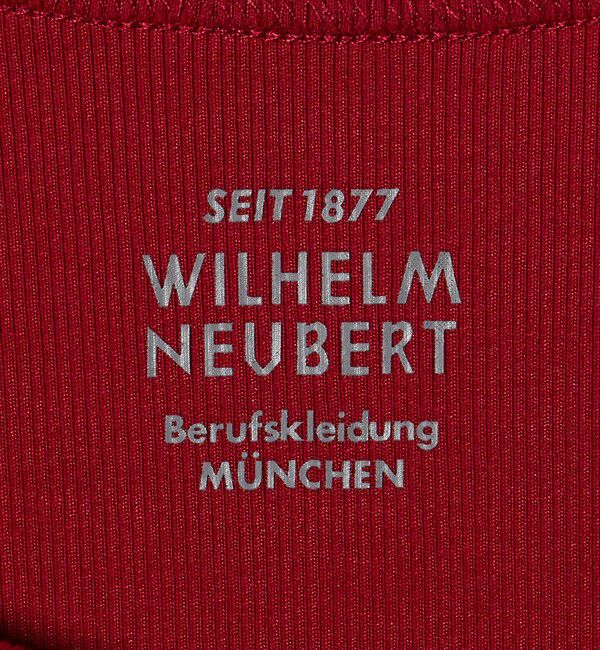 SEIT 1877
WILHELM
NEUBERT
Berufskleidung
MÜNCHEN